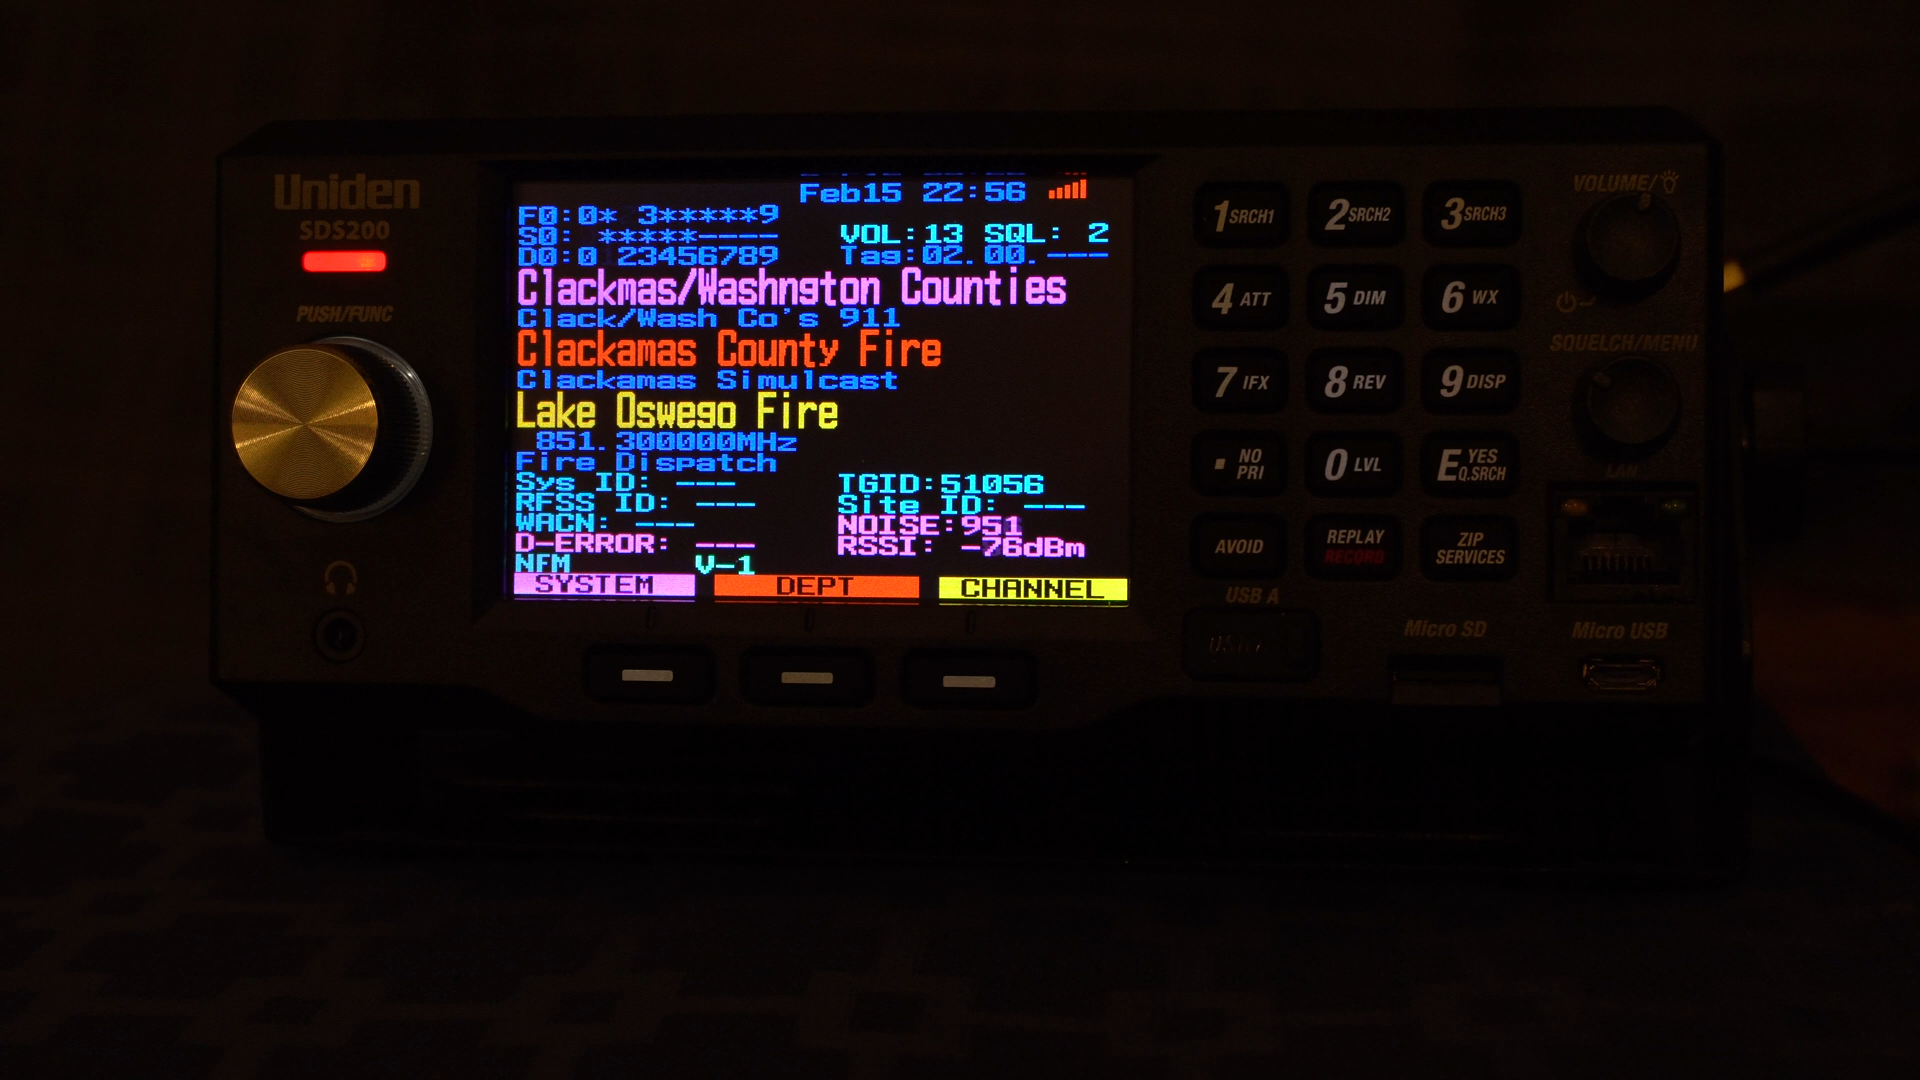 Uniden
SDS200
PUSH/FUNC
Feb15 22:56
F0:0* 3*****9
S0: *****----
VOL:13 SQL: 2
D0:0 23456789
Tag:02.00.---
Clackmas/Washngton Counties
Clack/Wash Co's 911
Clackamas County Fire
Clackamas Simulcast
Lake Oswego Fire
851.300000MHz
Fire Dispatch
Sys ID: ---
TGID:51056
RFSS ID: ---
Site ID: ---
WACN: ---
NOISE:951
D-ERROR: ---
RSSI: -76dBm
NFM
V-1
SYSTEM
DEPT
CHANNEL
1 SRCH1
2 SRCH2
3 SRCH3
4 ATT
5 DIM
6 WX
7 IFX
8 REV
9 DISP
. NO PRI
0 LVL
E YES Q.SRCH
AVOID
REPLAY
RECORD
ZIP
SERVICES
VOLUME/
SQUELCH/MENU
LAN
USB A
Micro SD
Micro USB